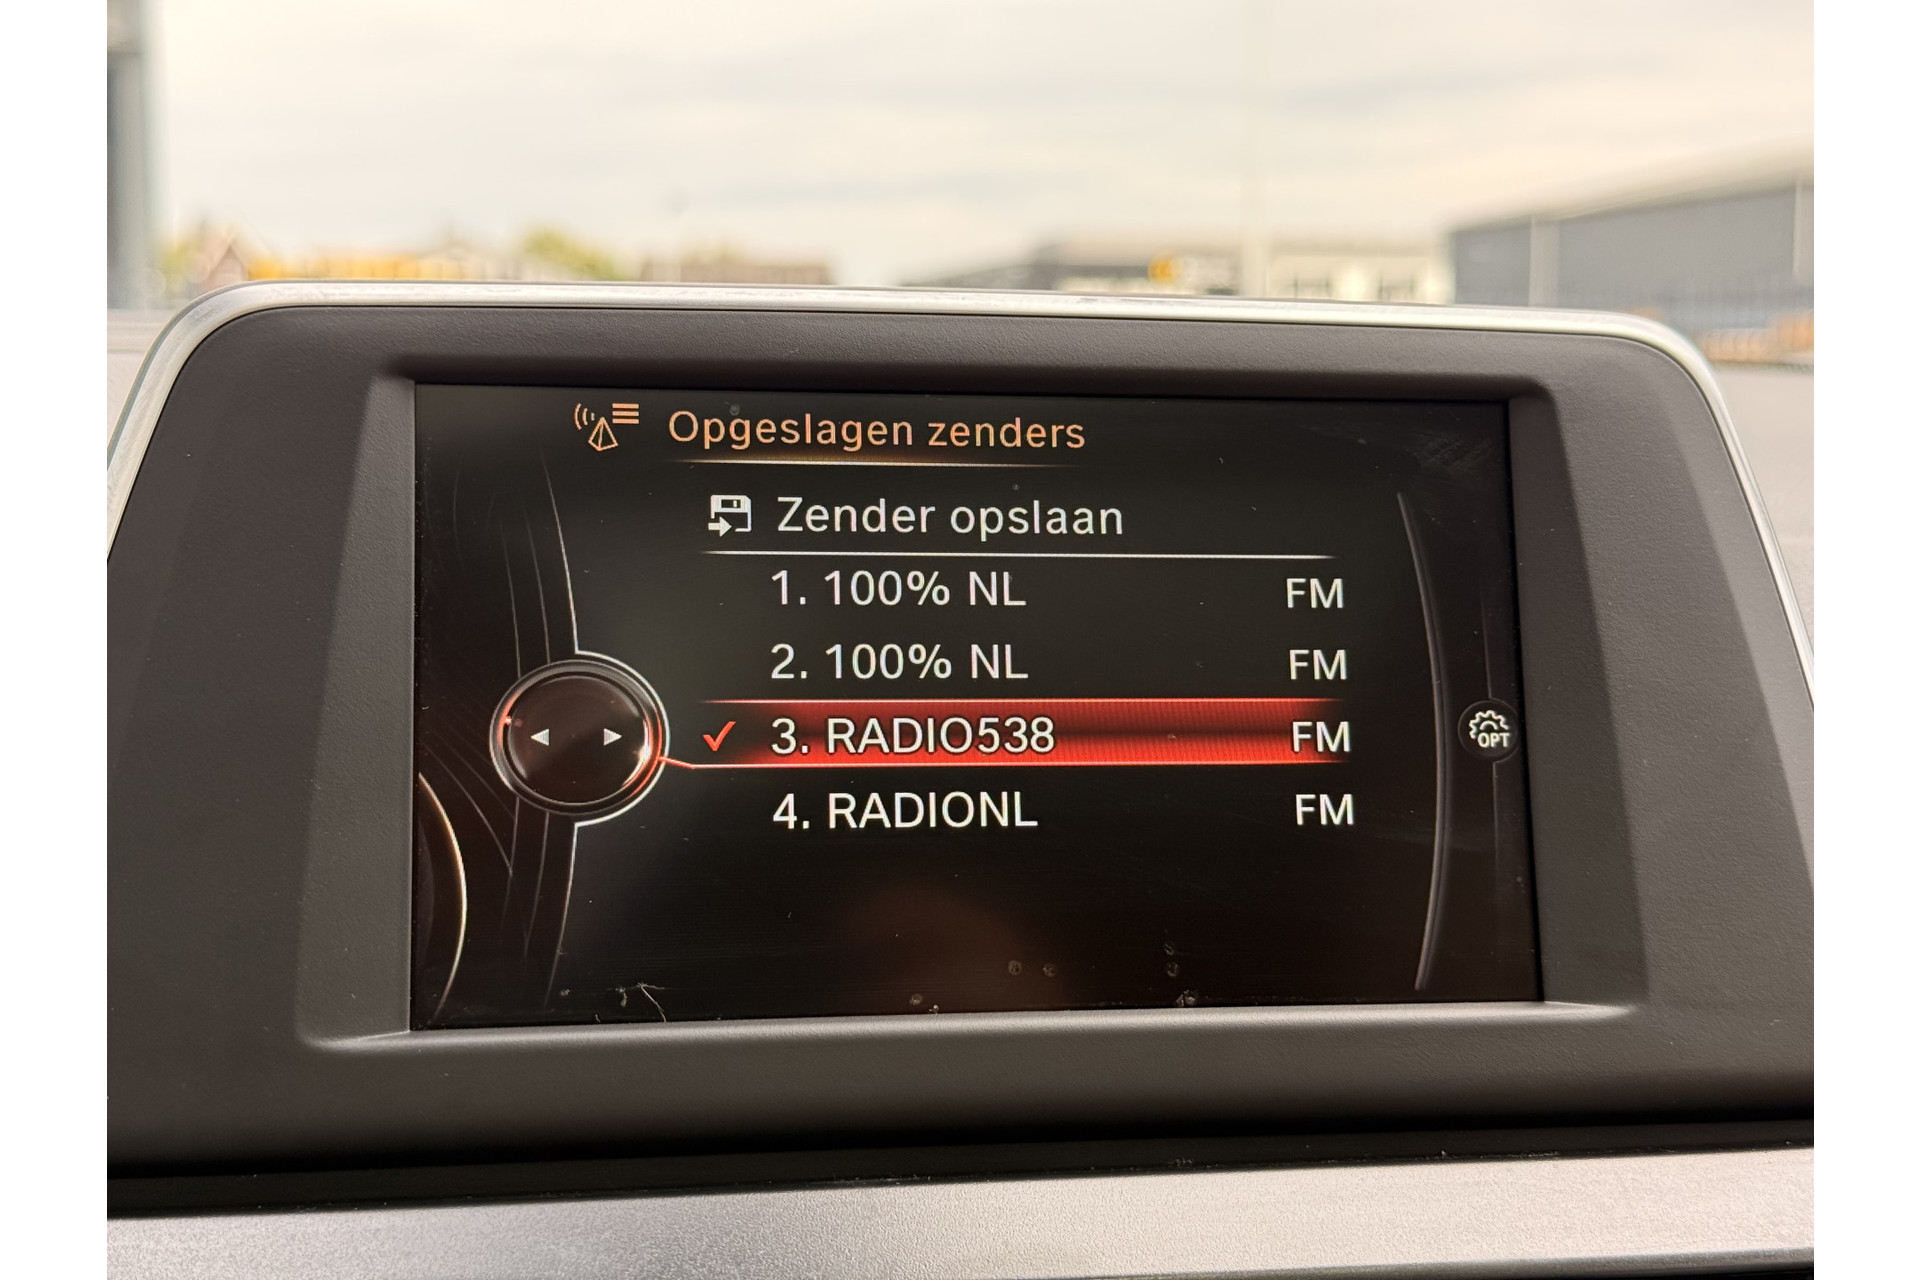 Opgeslagen zenders
Zender opslaan
1. 100% NL FM
2. 100% NL FM
3. RADIO538 FM
OPT
4. RADIONL FM